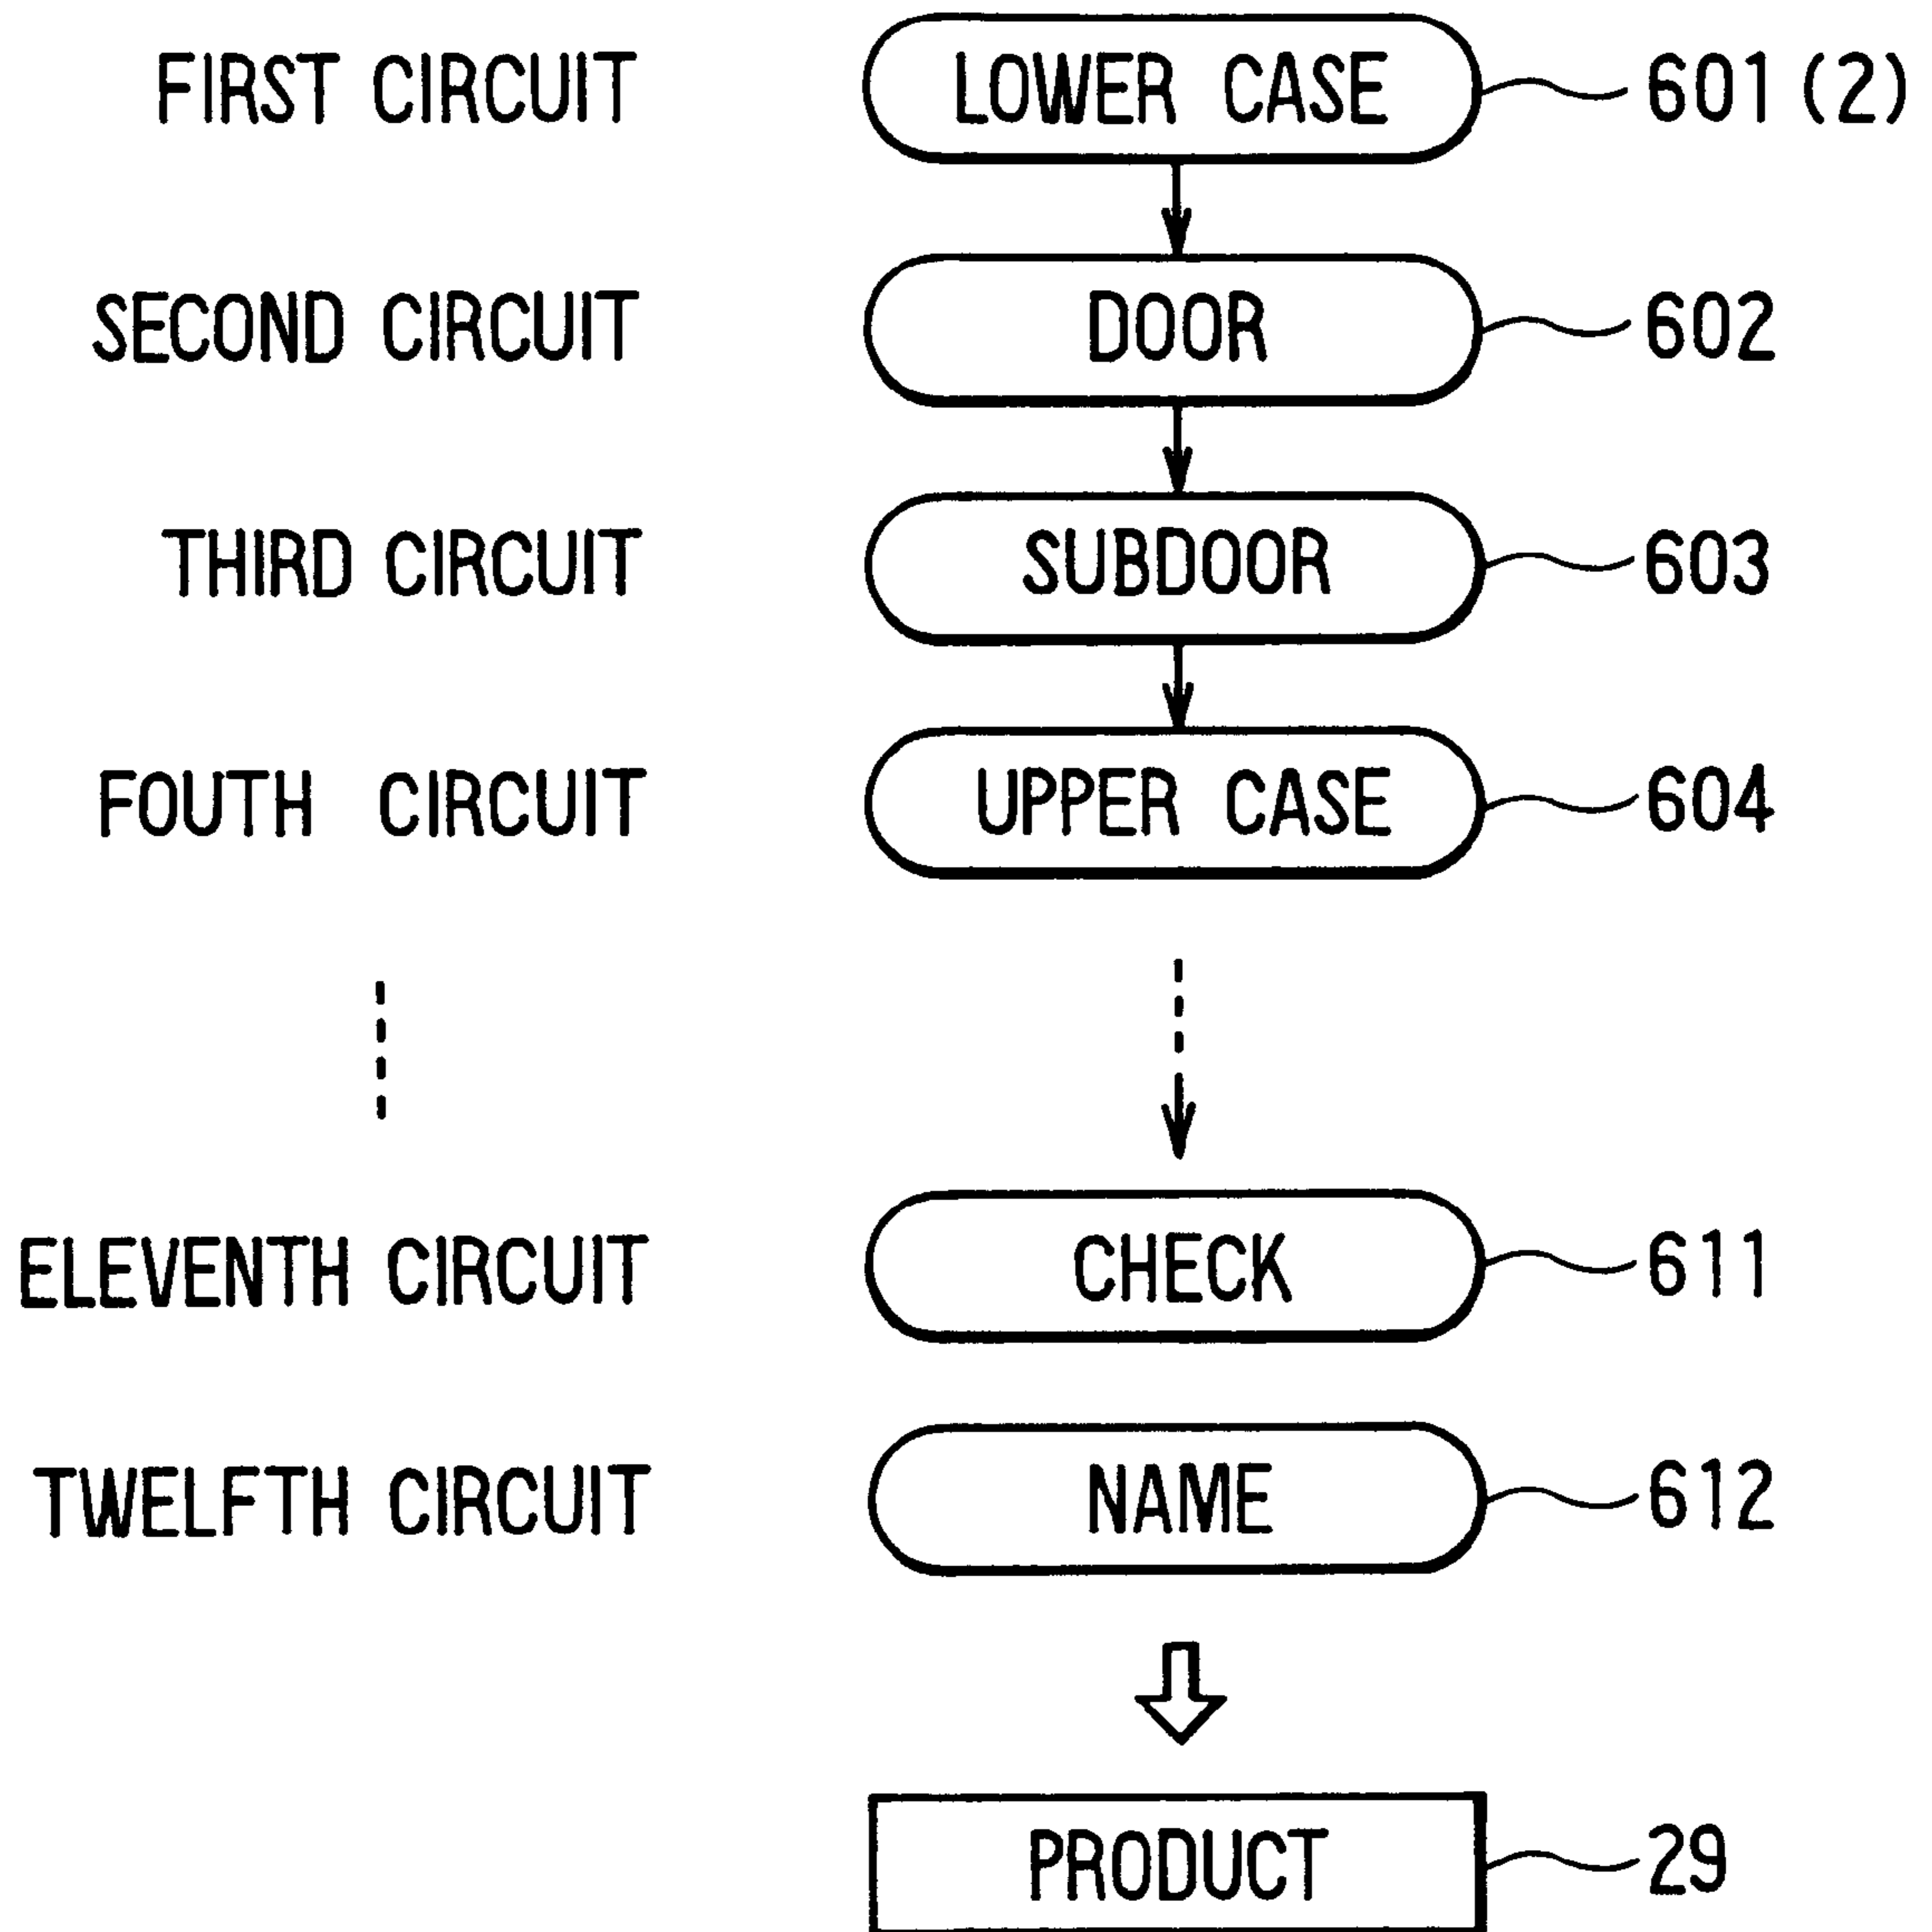 FIRST CIRCUIT LOWER CASE 601 (2)
SECOND CIRCUIT DOOR 602
THIRD CIRCUIT SUBDOOR 603
FOUTH CIRCUIT UPPER CASE 604
ELEVENTH CIRCUIT CHECK 611
TWELFTH CIRCUIT NAME 612
PRODUCT 29